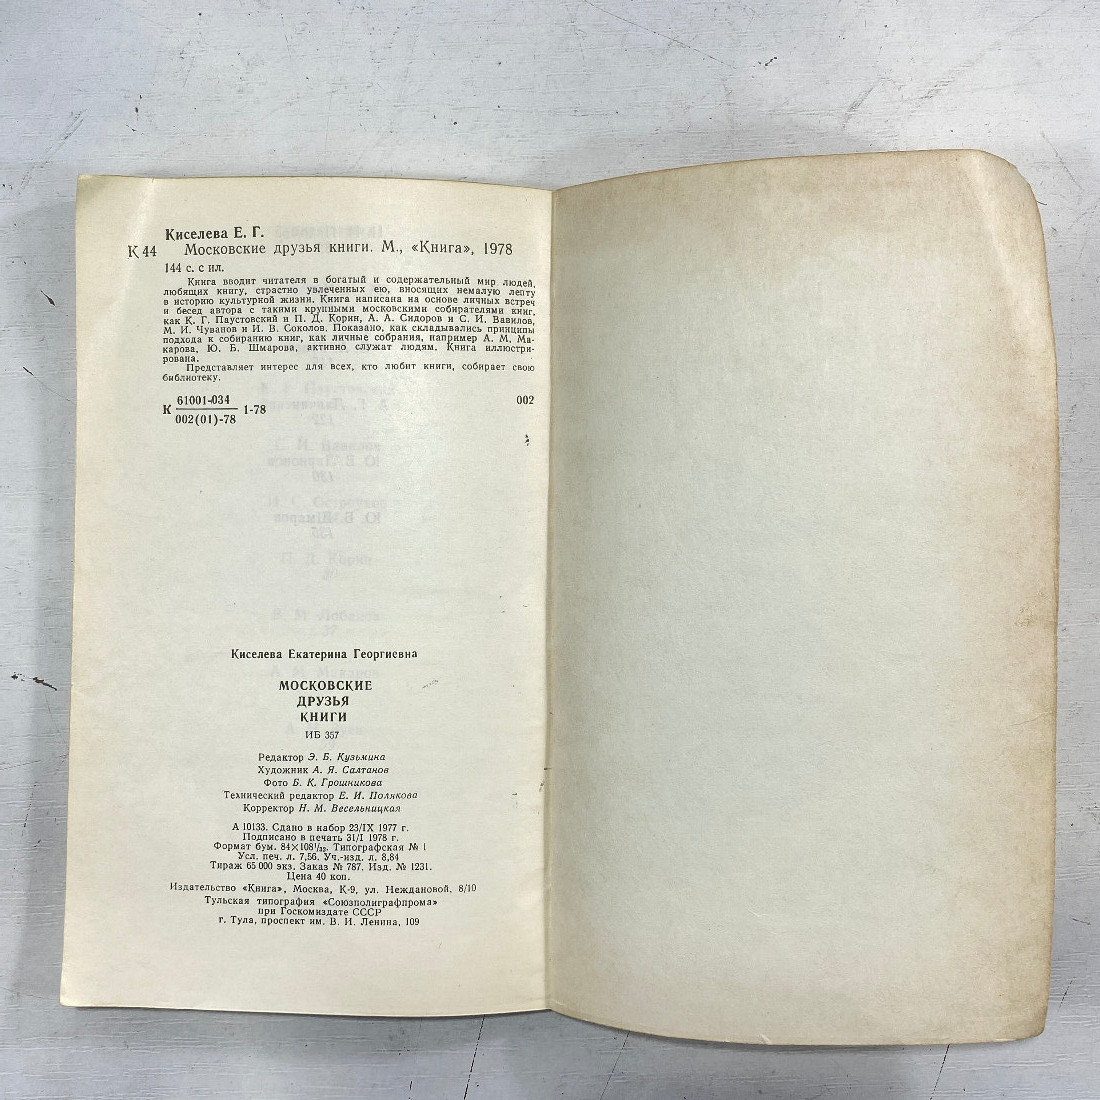 Киселева Е. Г.
К 44 Московские друзья книги. М., «Книга», 1978
144 с. с ил.
Книга вводит читателя в богатый и содержательный мир людей,
любящих книгу, страстно увлеченных ею, вносящих немалую лепту
в историю культурной жизни. Книга написана на основе личных встреч
и бесед автора с такими крупными московскими собирателями книг,
как К. Г. Паустовский и П. Д. Корин, А. А. Сидоров и С. И. Вавилов,
М. И. Чуванов и И. В. Соколов. Показано, как складывались принципы
подхода к собиранию книг, как личные собрания, например А. М. Ма-
карова, Ю. Б. Шмарова, активно служат людям. Книга иллюстри-
рована.
Представляет интерес для всех, кто любит книги, собирает свою
библиотеку.
61001-034
К 1-78 002
002(01)-78
Киселева Екатерина Георгиевна
МОСКОВСКИЕ
ДРУЗЬЯ
КНИГИ
ИБ 357
Редактор Э. Б. Кузьмина
Художник А. Я. Салтанов
Фото Б. К. Грошникова
Технический редактор Е. И. Полякова
Корректор Н. М. Весельницкая
А 10133. Сдано в набор 23/IX 1977 г.
Подписано в печать 31/I 1978 г.
Формат бум. 84×108¹/₃₂. Типографская № 1
Усл. печ. л. 7,56. Уч.-изд. л. 8,84
Тираж 65 000 экз. Заказ № 787. Изд. № 1231.
Цена 40 коп.
Издательство «Книга», Москва, К-9, ул. Неждановой, 8/10
Тульская типография «Союзполиграфпрома»
при Госкомиздате СССР
г. Тула, проспект им. В. И. Ленина, 109